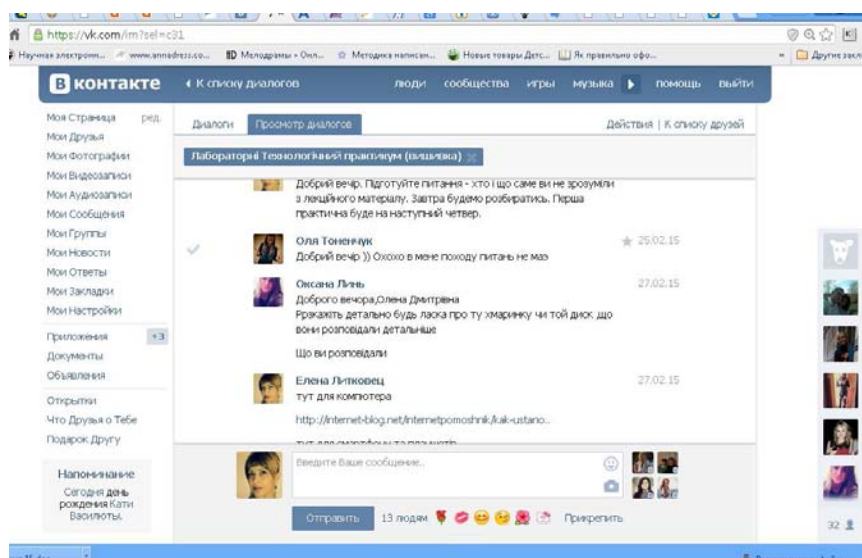 https://vk.com/im?sel=c31
Научная электронн...
www.annadress.co...
Мелодрамы » Онл...
Методика написан...
Новые товары Детс...
Як правильно офо...
»
Другие закл
В контакте
К списку диалогов
люди
сообщества
игры
музыка
помощь
выйти
Моя Страница
ред.
Мои Друзья
Мои Фотографии
Мои Видеозаписи
Мои Аудиозаписи
Мои Сообщения
Мои Группы
Мои Новости
Мои Ответы
Мои Закладки
Мои Настройки
Приложения
+3
Документы
Объявления
Открытки
Что Друзья о Тебе
Подарок Другу
Напоминание
Сегодня день
рождения Кати
Василюты.
Диалоги
Просмотр диалогов
Действия | К списку друзей
Лабораторні Технологічний практикум (вишивка)
Добрий вечір. Підготуйте питання - хто і що саме ви не зрозуміли
з лекційного матеріалу. Завтра будемо розбиратись. Перша
практична буде на наступний четвер.
Оля Тоненчук
25.02.15
Добрий вечір )) Охохо в мене походу питань не маэ
Оксана Линь
27.02.15
Доброго вечора,Олена Дмитрівна
Ррзкажіть детально будь ласка про ту хмаринку чи той диск що
вони розповідали детальніше
Що ви розповідали
Елена Литковец
27.02.15
тут для компютера
http://internet-blog.net/internetpomoshnik/kak-ustano...
тут для смартфону та планшетів
Введите Ваше сообщение..
Отправить
13 людям
Прикрепить
32